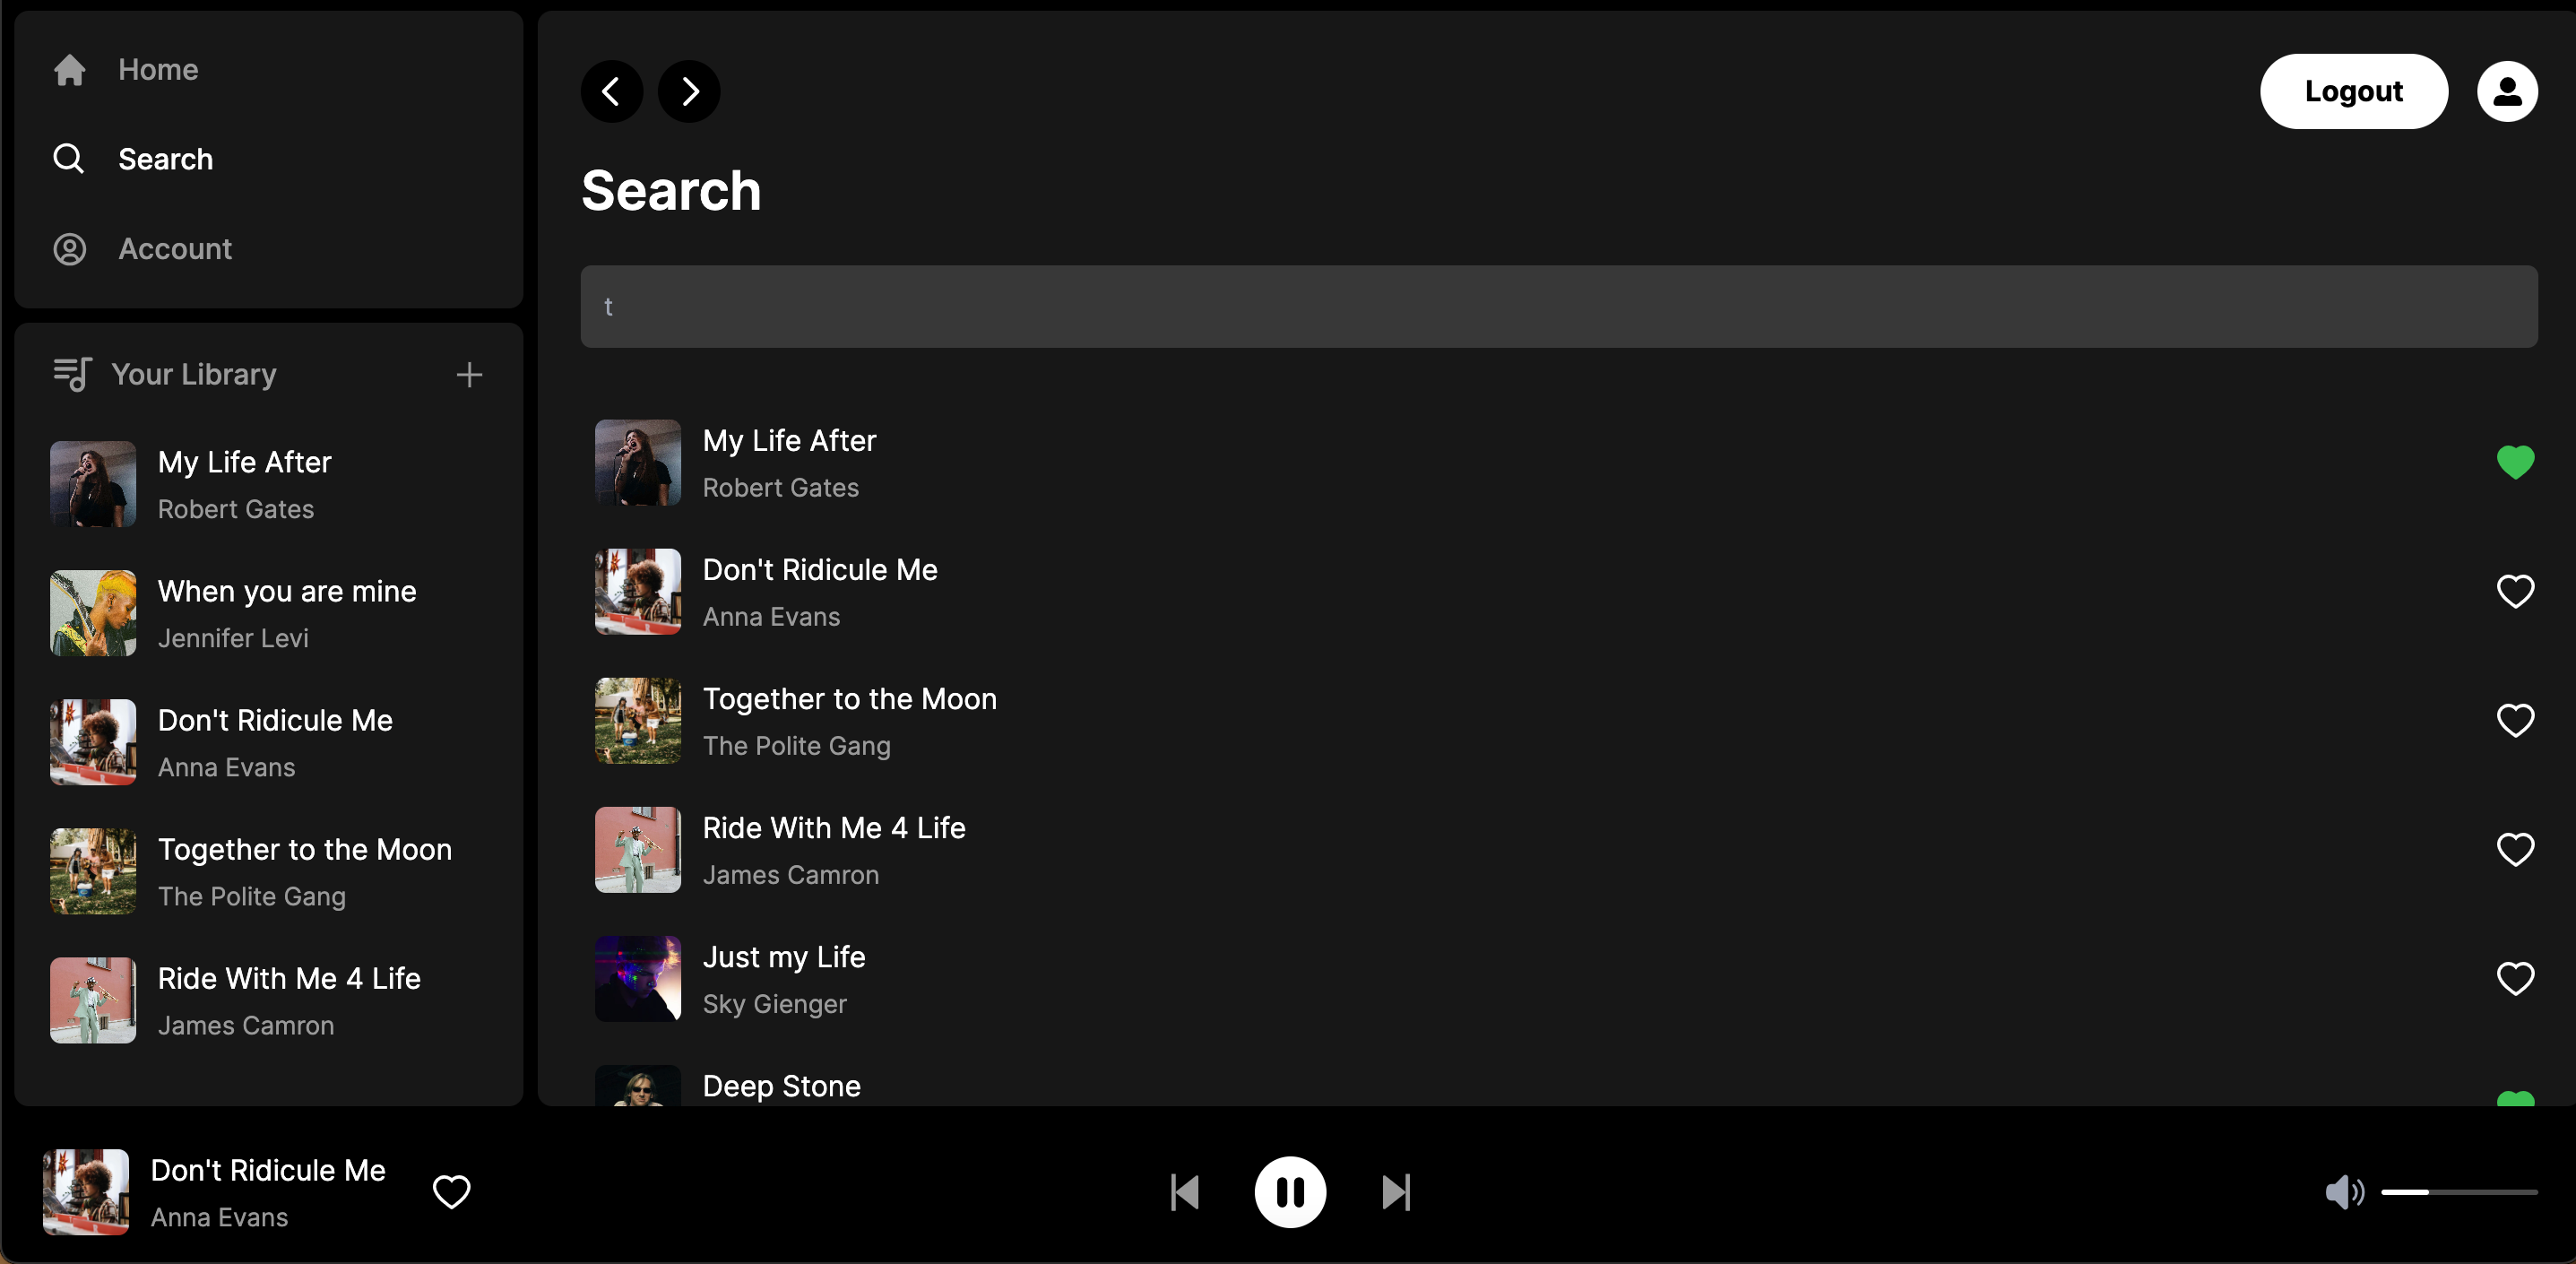 Home
Search
Account
Your Library
My Life After
Robert Gates
When you are mine
Jennifer Levi
Don't Ridicule Me
Anna Evans
Together to the Moon
The Polite Gang
Ride With Me 4 Life
James Camron
Logout
Search
t
My Life After
Robert Gates
Don't Ridicule Me
Anna Evans
Together to the Moon
The Polite Gang
Ride With Me 4 Life
James Camron
Just my Life
Sky Gienger
Deep Stone
Don't Ridicule Me
Anna Evans